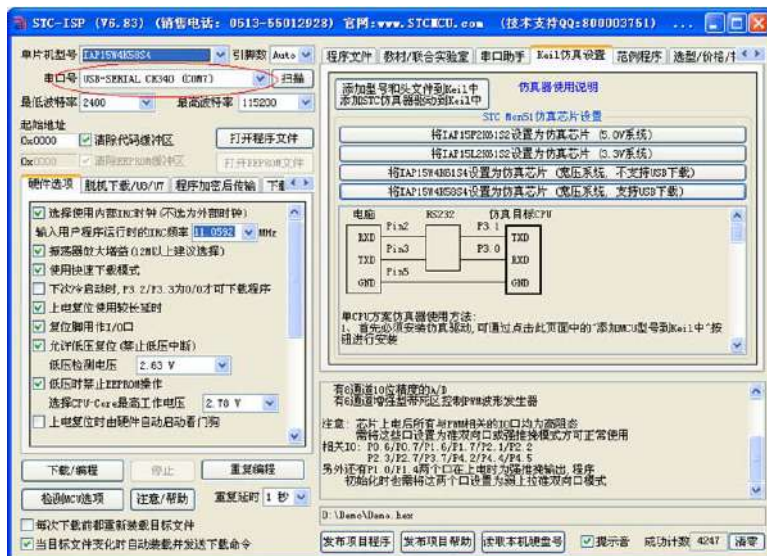 STC-ISP (V6.83) (销售电话: 0513-55012928) 官网:www.STCMCU.com (技术支持QQ:800003751) ...
单片机型号 IAP15W4K58S4 引脚数 Auto
串口号 USB-SERIAL CH340 (COM7) 扫描
最低波特率 2400 最高波特率 115200
起始地址
0x0000 清除代码缓冲区 打开程序文件
0x0000 清除EEPROM缓冲区 打开EEPROM文件
硬件选项 脱机下载/U8/U7 程序加密后传输
选择使用内部IRC时钟(不选为外部时钟)
输入用户程序运行时的IRC频率 11.0592 MHz
振荡器放大增益(12M以上建议选择)
使用快速下载模式
下次冷启动时,P3.2/P3.3为0/0才可下载程序
上电复位使用较长延时
复位脚用作I/O口
允许低压复位(禁止低压中断)
低压检测电压 2.63 V
低压时禁止EEPROM操作
选择CPU-Core最高工作电压 2.70 V
上电复位时由硬件自动启动看门狗
下载/编程 停止 重复编程
检测MCU选项 注意/帮助 重复延时 1 秒
每次下载前都重新装载目标文件
当目标文件变化时自动装载并发送下载命令
程序文件 教材/联合实验室 串口助手 Keil仿真设置 范例程序 选型/价格/
添加型号和头文件到Keil中
添加STC仿真器驱动到Keil中
仿真器使用说明
STC Mon51仿真芯片设置
将IAP15F2K61S2设置为仿真芯片 (5.0V系统)
将IAP15L2K61S2设置为仿真芯片 (3.3V系统)
将IAP15W4K61S4设置为仿真芯片 (宽压系统, 不支持USB下载)
将IAP15W4K58S4设置为仿真芯片 (宽压系统, 支持USB下载)
电脑 RS232 仿真目标CPU
RXD Pin2 P3.1 TXD
TXD Pin3 P3.0 RXD
GND Pin5 GND
单CPU方案仿真器使用方法:
1、首先必须安装仿真驱动,可通过点击此页面中的"添加MCU型号到Keil中"按
钮进行安装
有8通道10位精度的A/D
有6通道增强型带死区控制PWM波形发生器
注意: 芯片上电后所有与PWM相关的IO口均为高阻态
需将这些口设置为准双向口或强推挽模式方可正常使用
相关IO: P0.6/P0.7/P1.6/P1.7/P2.1/P2.2
P2.3/P2.7/P3.7/P4.2/P4.4/P4.5
另外还有P1.0/P1.4两个口在上电时为强推挽输出, 程序
初始化时也需将这两个口设置为弱上拉准双向口模式
D:\Demo\Demo.hex
发布项目程序 发布项目帮助 读取本机硬盘号 提示音 成功计数 4247 清零